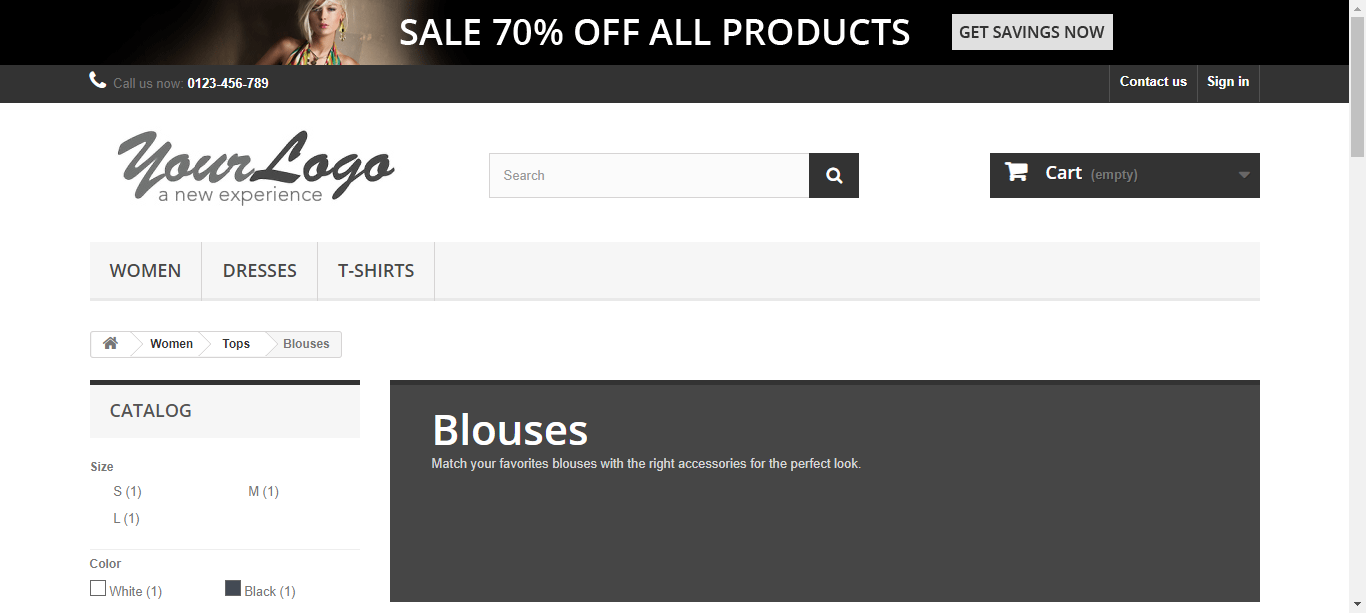 SALE 70% OFF ALL PRODUCTS GET SAVINGS NOW
Call us now: 0123-456-789 Contact us Sign in
Your Logo
a new experience
Search
Cart (empty)
WOMEN DRESSES T-SHIRTS
Women Tops Blouses
CATALOG
Size
S (1) M (1)
L (1)
Color
White (1) Black (1)
Blouses
Match your favorites blouses with the right accessories for the perfect look.